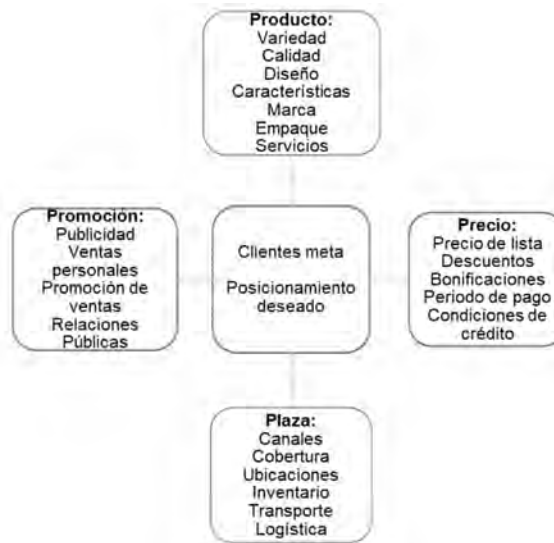 Producto:
Variedad
Calidad
Diseño
Características
Marca
Empaque
Servicios
Promoción:
Publicidad
Ventas
personales
Promoción de
ventas
Relaciones
Públicas
Clientes meta
Posicionamiento
deseado
Precio:
Precio de lista
Descuentos
Bonificaciones
Periodo de pago
Condiciones de
crédito
Plaza:
Canales
Cobertura
Ubicaciones
Inventario
Transporte
Logística